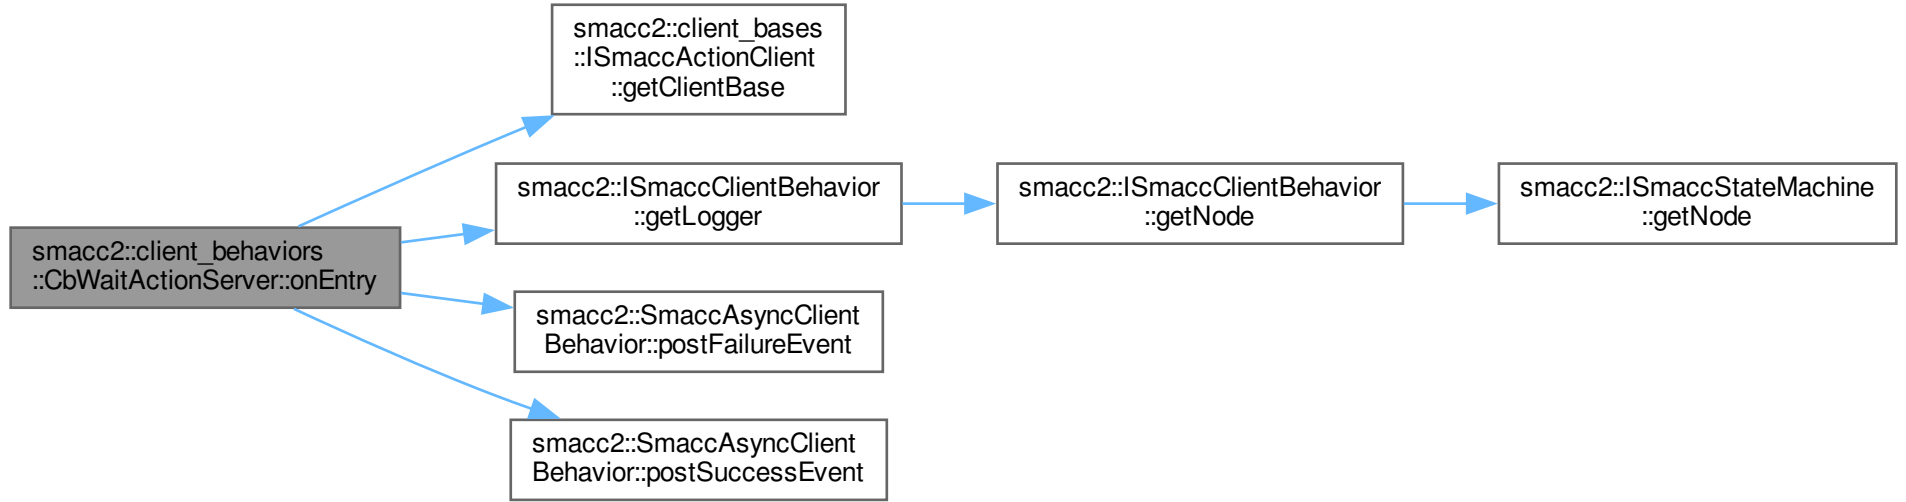 smacc2::client_behaviors
::CbWaitActionServer::onEntry
smacc2::client_bases
::ISmaccActionClient
::getClientBase
smacc2::ISmaccClientBehavior
::getLogger
smacc2::ISmaccClientBehavior
::getNode
smacc2::ISmaccStateMachine
::getNode
smacc2::SmaccAsyncClient
Behavior::postFailureEvent
smacc2::SmaccAsyncClient
Behavior::postSuccessEvent